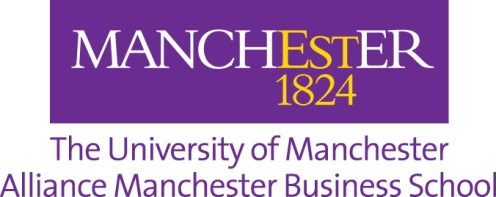 MANCHESTER
1824
The University of Manchester
Alliance Manchester Business School